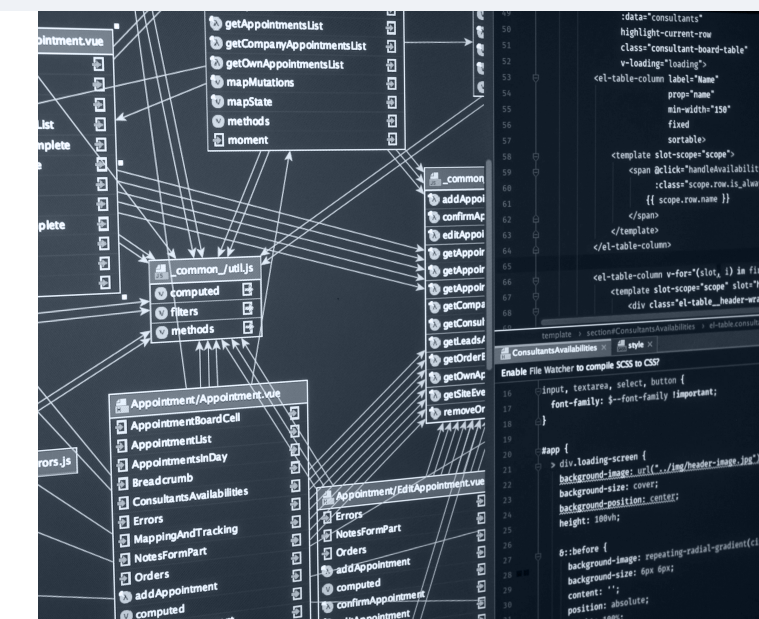 ointment.vue
List
mplete
e
plete
rors.js
getAppointmentsList
getCompanyAppointmentsList
getOwnAppointmentsList
mapMutations
mapState
methods
moment
_common_/util.js
computed
filters
methods
Appointment/Appointment.vue
AppointmentBoardCell
AppointmentList
AppointmentsInDay
Breadcrumb
ConsultantsAvailabilities
Errors
MappingAndTracking
NotesFormPart
Orders
addAppointment
computed
_common
addAppoi
confirmAp
editAppoi
getAppoin
getAppoin
getAppoin
getCompa
getConsul
getLeadsA
getOrderE
getOwnAp
getSiteEve
removeOr
Appointment/EditAppointment.vue
Errors
NotesFormPart
Orders
addAppointment
computed
confirmAppointment
50 :data="consultants"
51 highlight-current-row
52 class="consultant-board-table"
v-loading="loading">
53 <el-table-column label="Name"
54 prop="name"
55 min-width="150"
56 fixed
57 sortable>
58 <template slot-scope="scope">
59 <span @click="handleAvailabilit
60 :class="scope.row.is_alwa
61 {{ scope.row.name }}
62 </span>
63 </template>
64 </el-table-column>
65
66 <el-table-column v-for="(slot, i) in fi
67 <template slot-scope="scope" slot="h
68 <div class="el-table__header-wra
template › section#ConsultantsAvailabilities › el-table.consulta
ConsultantsAvailabilities × style ×
Enable File Watcher to compile SCSS to CSS?
16 input, textarea, select, button {
17 font-family: $--font-family !important;
18 }
19
20 #app {
21 > div.loading-screen {
22 background-image: url("../img/header-image.jpg")
23 background-size: cover;
24 background-position: center;
25 height: 100vh;
26
27 &::before {
28 background-image: repeating-radial-gradient(ci
29 background-size: 6px 6px;
30 content: '';
31 position: absolute;